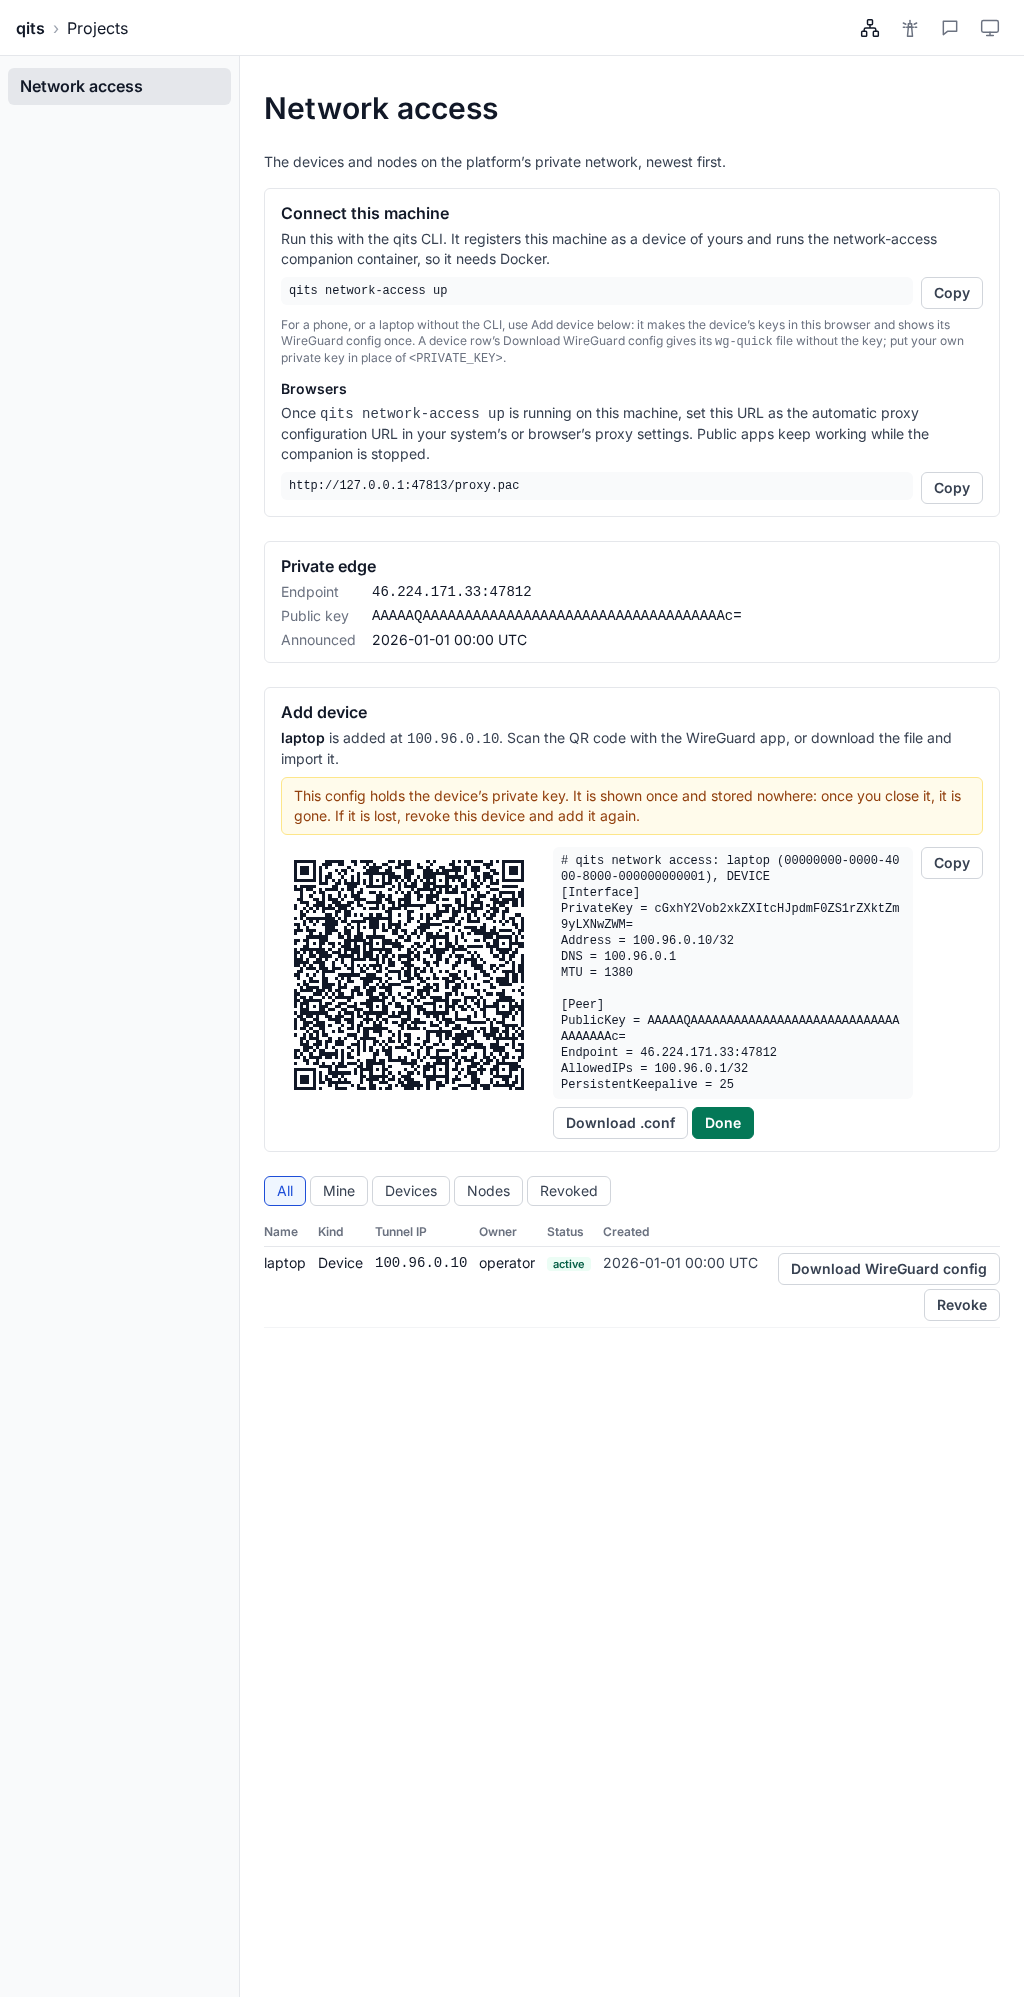 qits › Projects
Network access
Network access
The devices and nodes on the platform’s private network, newest first.
Connect this machine
Run this with the qits CLI. It registers this machine as a device of yours and runs the network-access
companion container, so it needs Docker.
qits network-access up
Copy
For a phone, or a laptop without the CLI, use Add device below: it makes the device’s keys in this browser and shows its
WireGuard config once. A device row’s Download WireGuard config gives its wg-quick file without the key; put your own
private key in place of <PRIVATE_KEY>.
Browsers
Once qits network-access up is running on this machine, set this URL as the automatic proxy
configuration URL in your system’s or browser’s proxy settings. Public apps keep working while the
companion is stopped.
http://127.0.0.1:47813/proxy.pac
Copy
Private edge
Endpoint 46.224.171.33:47812
Public key AAAAAQAAAAAAAAAAAAAAAAAAAAAAAAAAAAAAAAAAAAc=
Announced 2026-01-01 00:00 UTC
Add device
laptop is added at 100.96.0.10. Scan the QR code with the WireGuard app, or download the file and
import it.
This config holds the device’s private key. It is shown once and stored nowhere: once you close it, it is
gone. If it is lost, revoke this device and add it again.
# qits network access: laptop (00000000-0000-40
00-8000-000000000001), DEVICE
[Interface]
PrivateKey = cGxhY2Vob2xkZXItcHJpdmF0ZS1rZXktZm
9yLXNwZWM=
Address = 100.96.0.10/32
DNS = 100.96.0.1
MTU = 1380
[Peer]
PublicKey = AAAAAQAAAAAAAAAAAAAAAAAAAAAAAAAAAAA
AAAAAAAc=
Endpoint = 46.224.171.33:47812
AllowedIPs = 100.96.0.1/32
PersistentKeepalive = 25
Copy
Download .conf Done
All Mine Devices Nodes Revoked
Name Kind Tunnel IP Owner Status Created
laptop Device 100.96.0.10 operator active 2026-01-01 00:00 UTC Download WireGuard config
Revoke